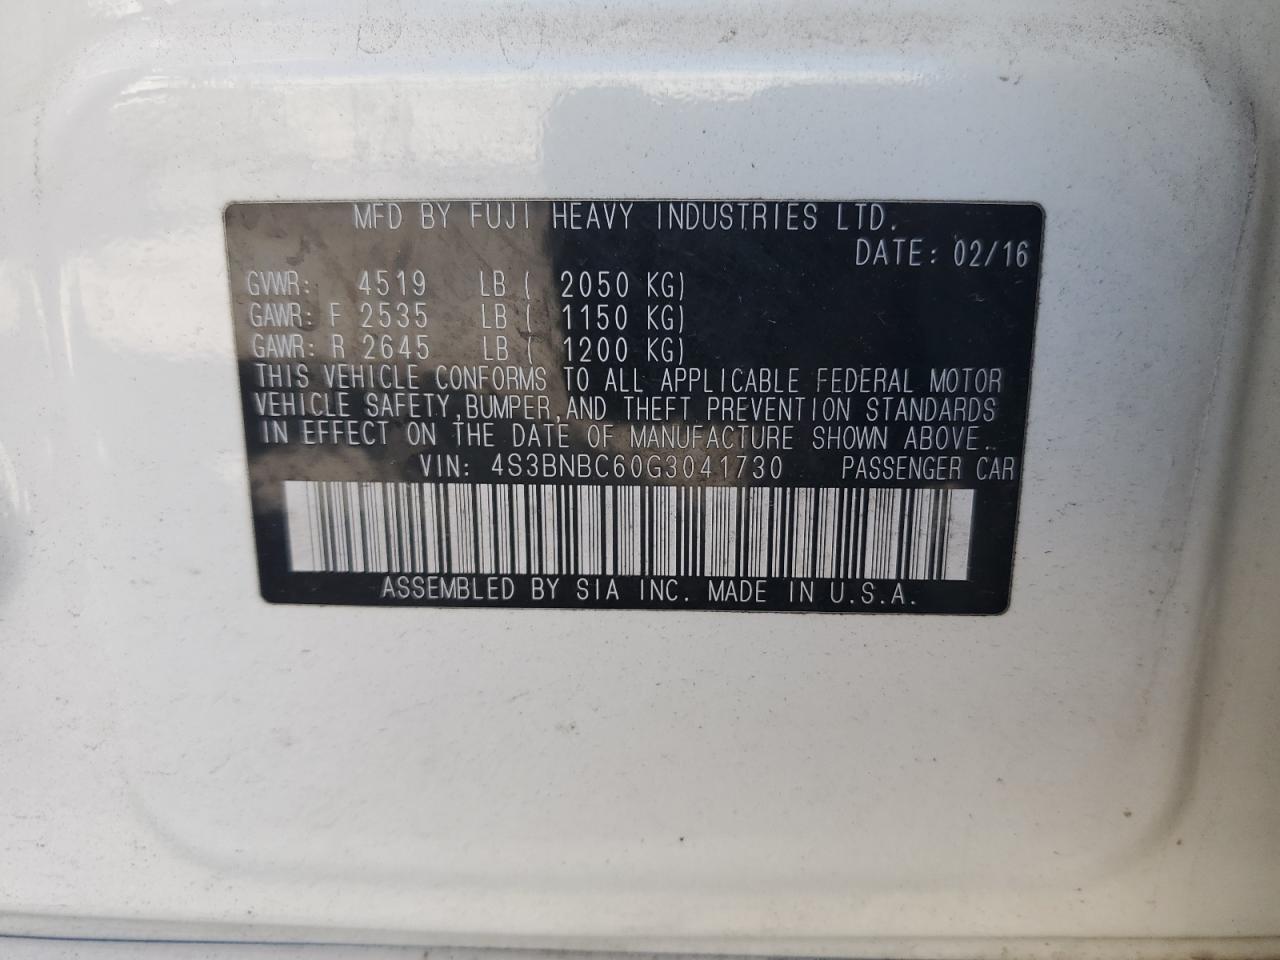 MFD BY FUJI HEAVY INDUSTRIES LTD.
DATE: 02/16
GVWR: 4519 LB ( 2050 KG)
GAWR: F 2535 LB ( 1150 KG)
GAWR: R 2645 LB ( 1200 KG)
THIS VEHICLE CONFORMS TO ALL APPLICABLE FEDERAL MOTOR
VEHICLE SAFETY, BUMPER, AND THEFT PREVENTION STANDARDS
IN EFFECT ON THE DATE OF MANUFACTURE SHOWN ABOVE.
VIN: 4S3BNBC60G3041730 PASSENGER CAR
ASSEMBLED BY SIA INC. MADE IN U.S.A.